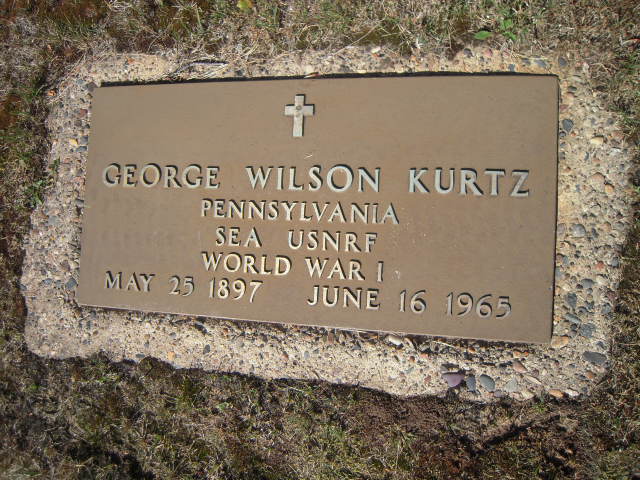 GEORGE WILSON KURTZ
PENNSYLVANIA
SEA USNRF
WORLD WAR I
MAY 25 1897 JUNE 16 1965